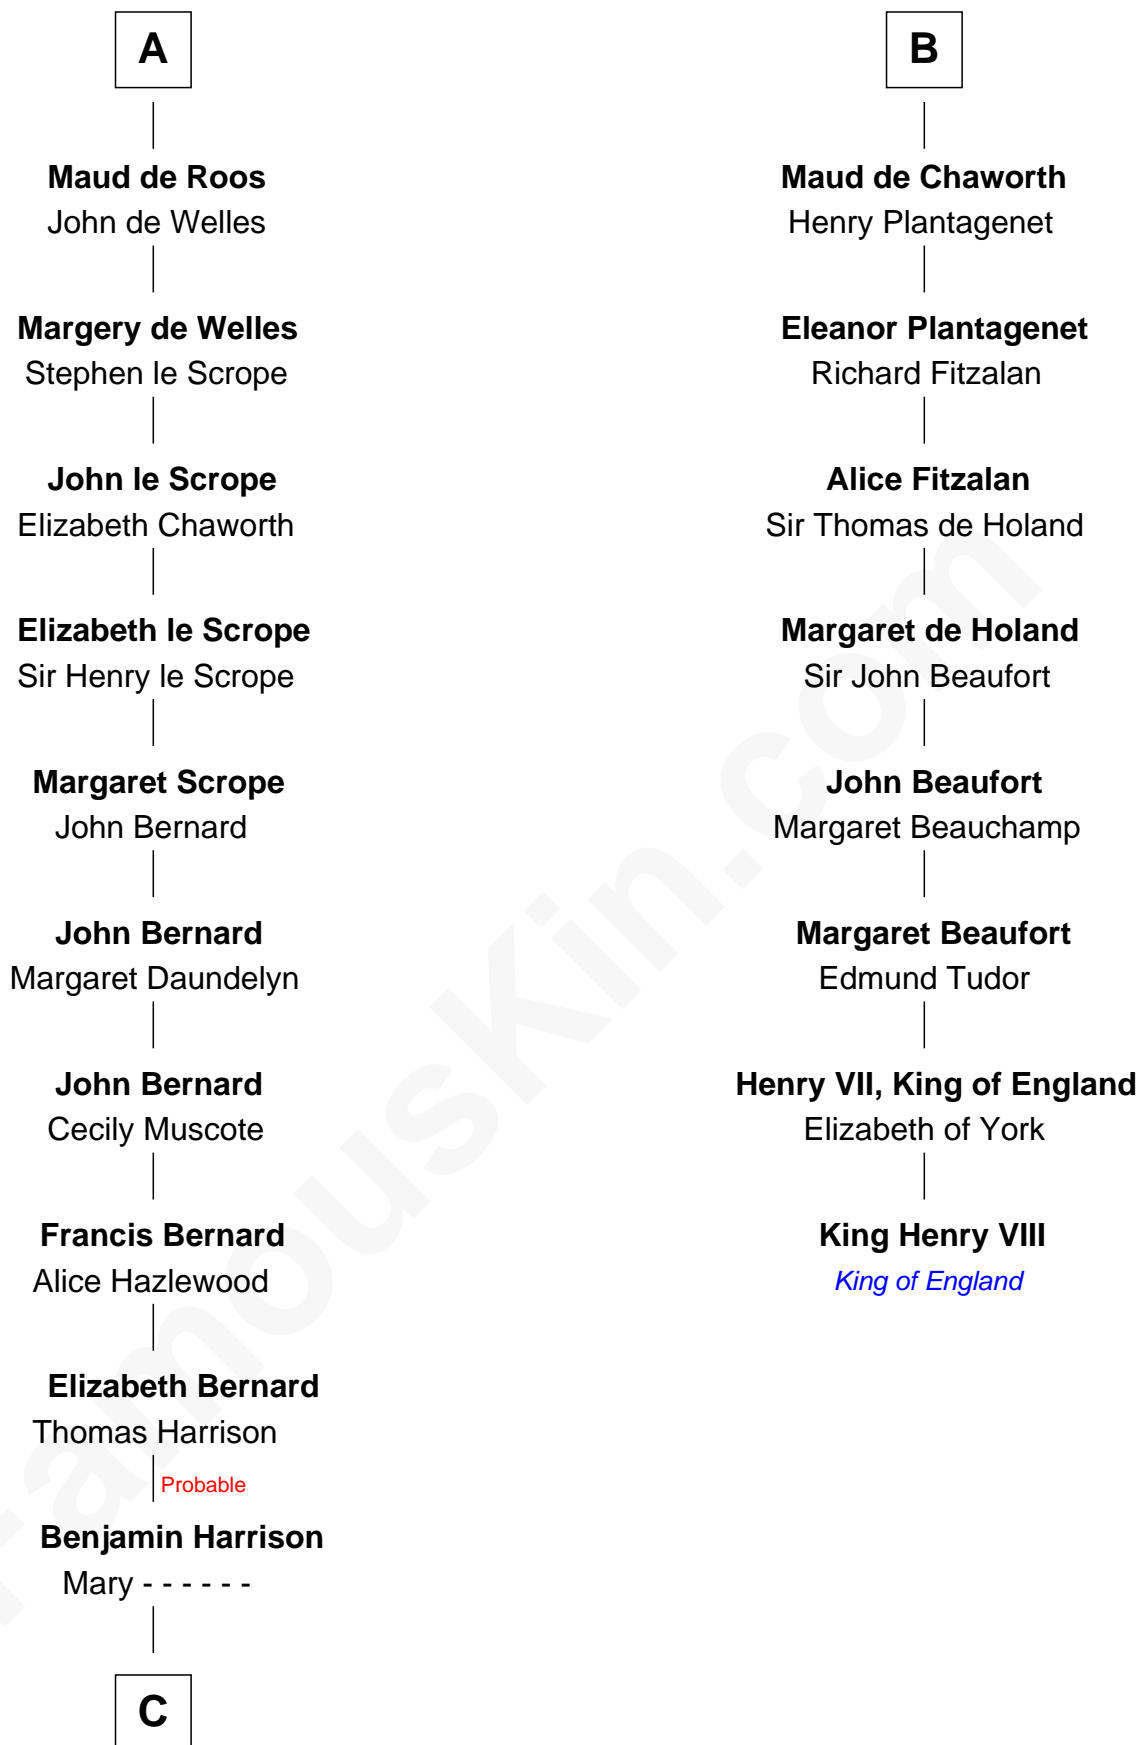 A
Maud de Roos
John de Welles
Margery de Welles
Stephen le Scrope
John le Scrope
Elizabeth Chaworth
Elizabeth le Scrope
Sir Henry le Scrope
Margaret Scrope
John Bernard
John Bernard
Margaret Daundelyn
John Bernard
Cecily Muscote
Francis Bernard
Alice Hazlewood
Elizabeth Bernard
Thomas Harrison
Probable
Benjamin Harrison
Mary - - - - - -
C
B
Maud de Chaworth
Henry Plantagenet
Eleanor Plantagenet
Richard Fitzalan
Alice Fitzalan
Sir Thomas de Holand
Margaret de Holand
Sir John Beaufort
John Beaufort
Margaret Beauchamp
Margaret Beaufort
Edmund Tudor
Henry VII, King of England
Elizabeth of York
King Henry VIII
King of England
FamousKin.com